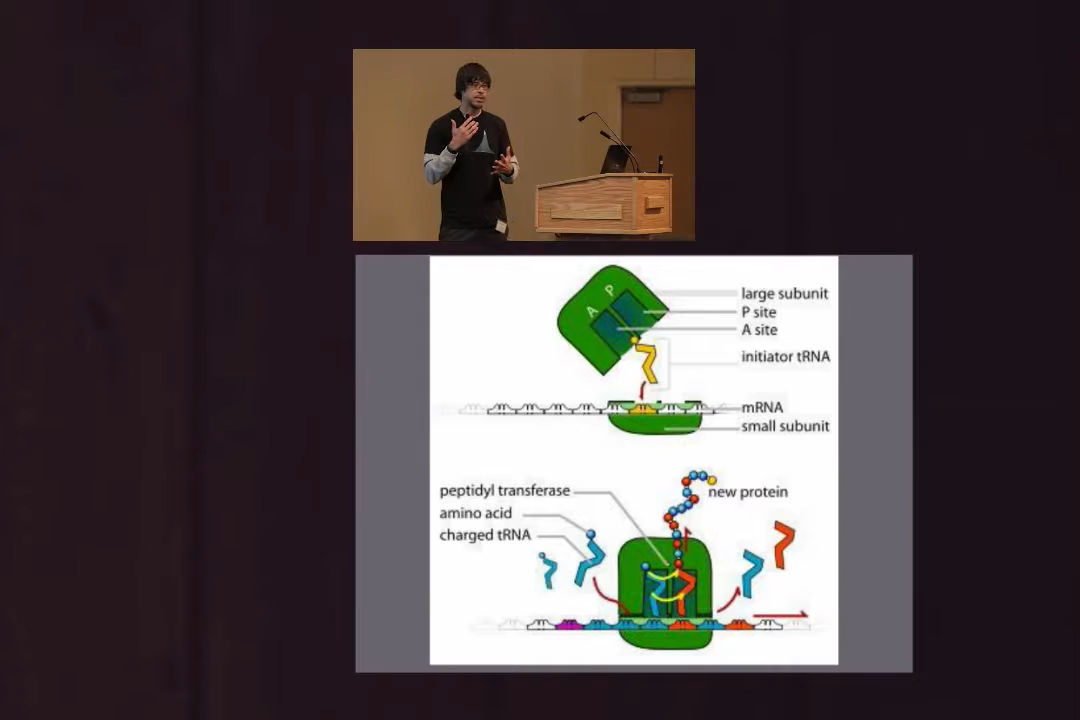 A
P
large subunit
P site
A site
initiator tRNA
mRNA
small subunit
peptidyl transferase
new protein
amino acid
charged tRNA